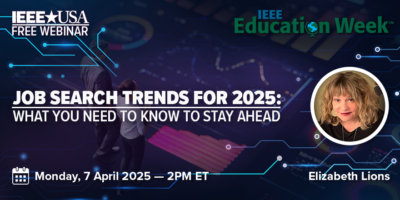 IEEE★USA
FREE WEBINAR
IEEE
Education Week™
JOB SEARCH TRENDS FOR 2025:
WHAT YOU NEED TO KNOW TO STAY AHEAD
Monday, 7 April 2025 — 2PM ET
Elizabeth Lions